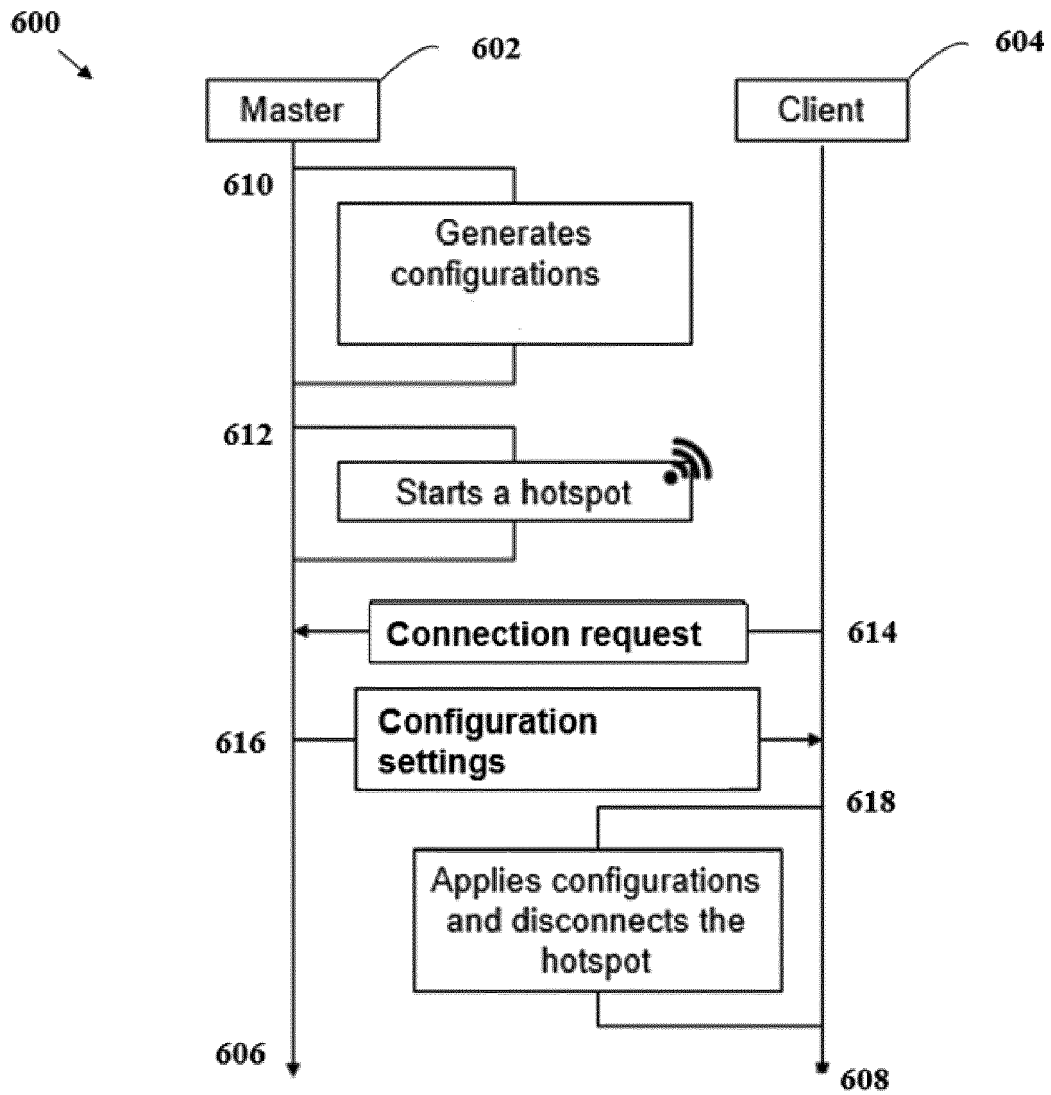 600
602
604
Master
Client
610
Generates
configurations
612
Starts a hotspot
Connection request
614
Configuration
settings
616
618
Applies configurations
and disconnects the
hotspot
606
608